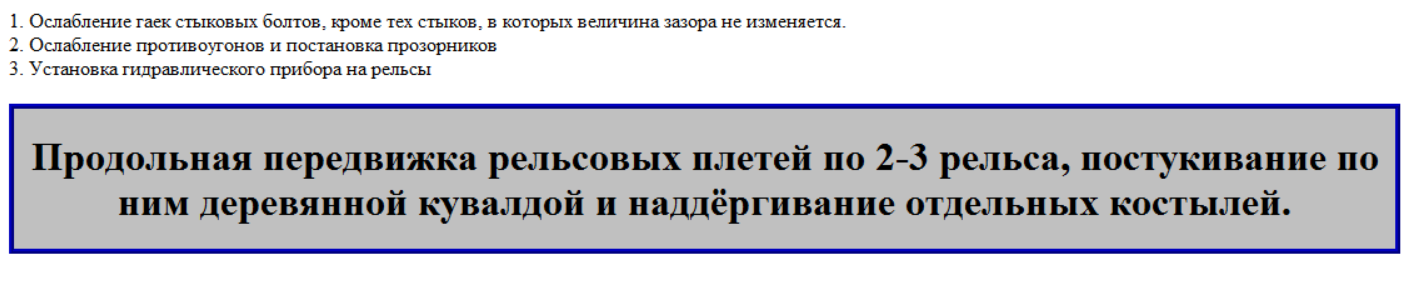 1. Ослабление гаек стыковых болтов, кроме тех стыков, в которых величина зазора не изменяется.
2. Ослабление противоугонов и постановка прозорников
3. Установка гидравлического прибора на рельсы
Продольная передвижка рельсовых плетей по 2-3 рельса, постукивание по
ним деревянной кувалдой и наддёргивание отдельных костылей.